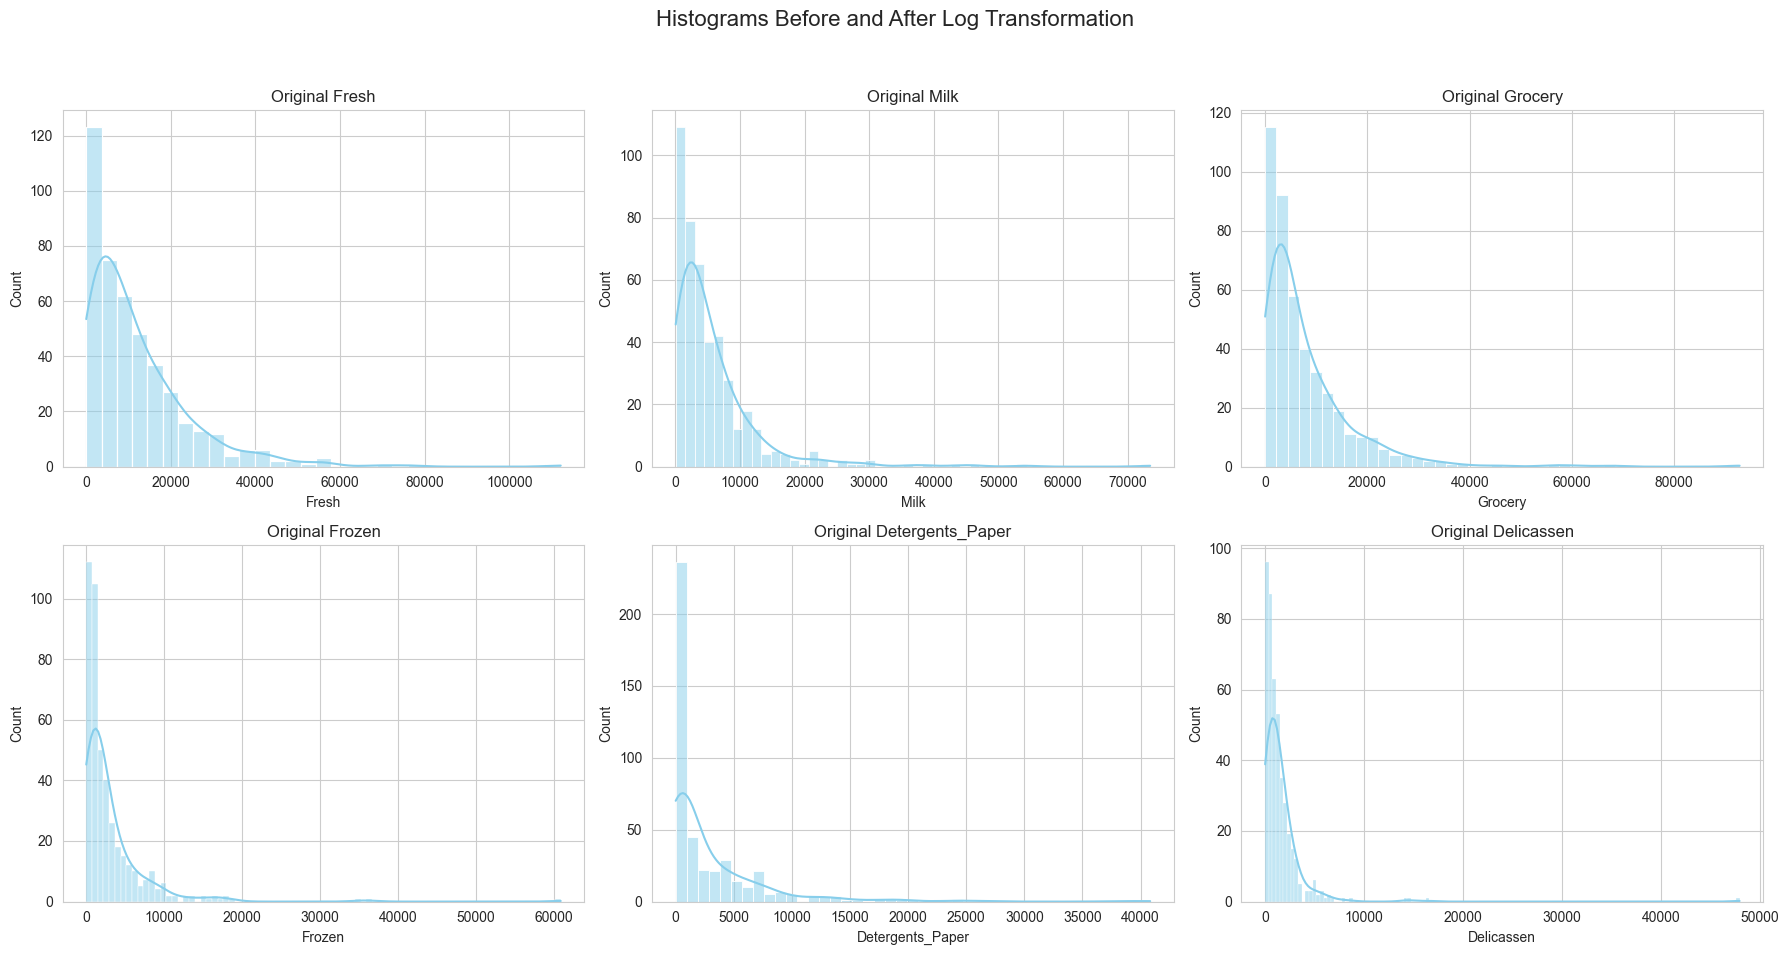 Histograms Before and After Log Transformation
Original Fresh
120
100
80
60
40
20
0
Count
0 20000 40000 60000 80000 100000
Fresh
Original Milk
100
80
60
40
20
0
Count
0 10000 20000 30000 40000 50000 60000 70000
Milk
Original Grocery
120
100
80
60
40
20
0
Count
0 20000 40000 60000 80000
Grocery
Original Frozen
100
80
60
40
20
0
Count
0 10000 20000 30000 40000 50000 60000
Frozen
Original Detergents_Paper
200
150
100
50
0
Count
0 5000 10000 15000 20000 25000 30000 35000 40000
Detergents_Paper
Original Delicassen
100
80
60
40
20
0
Count
0 10000 20000 30000 40000 50000
Delicassen